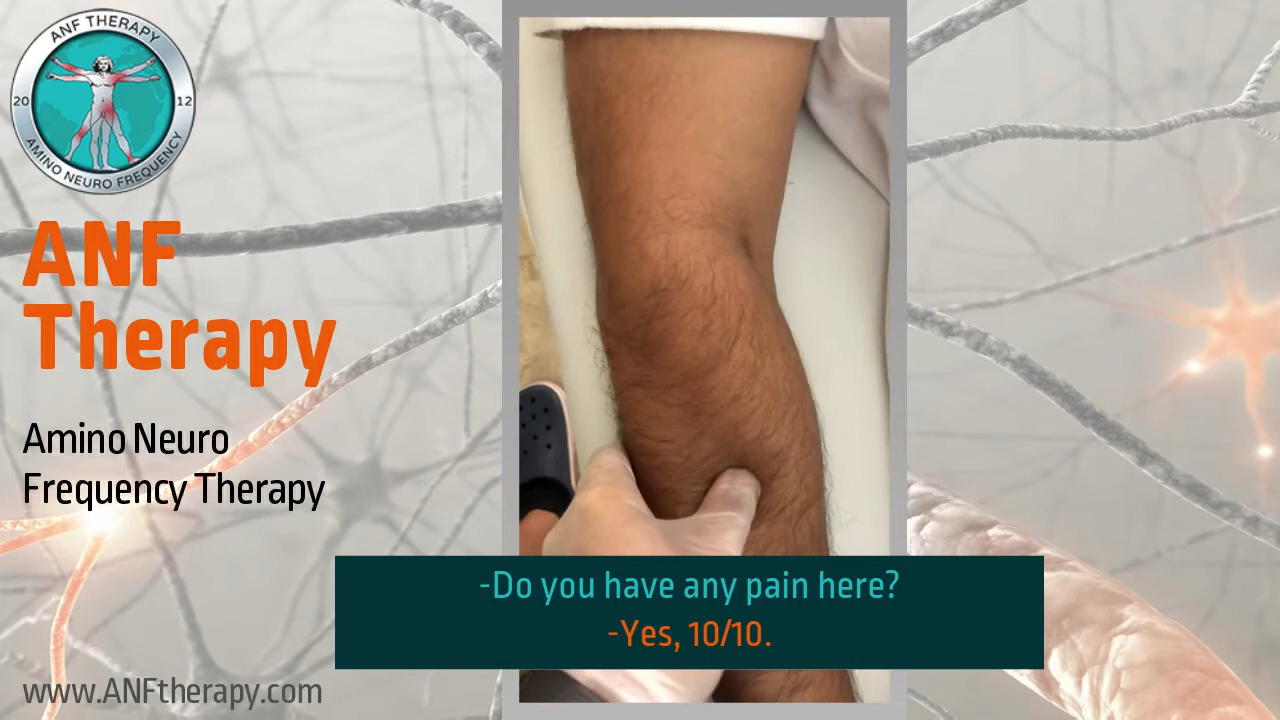 ANF THERAPY
20 12
AMINO NEURO FREQUENCY
ANF
Therapy
Amino Neuro
Frequency Therapy
-Do you have any pain here?
-Yes, 10/10.
www.ANFtherapy.com